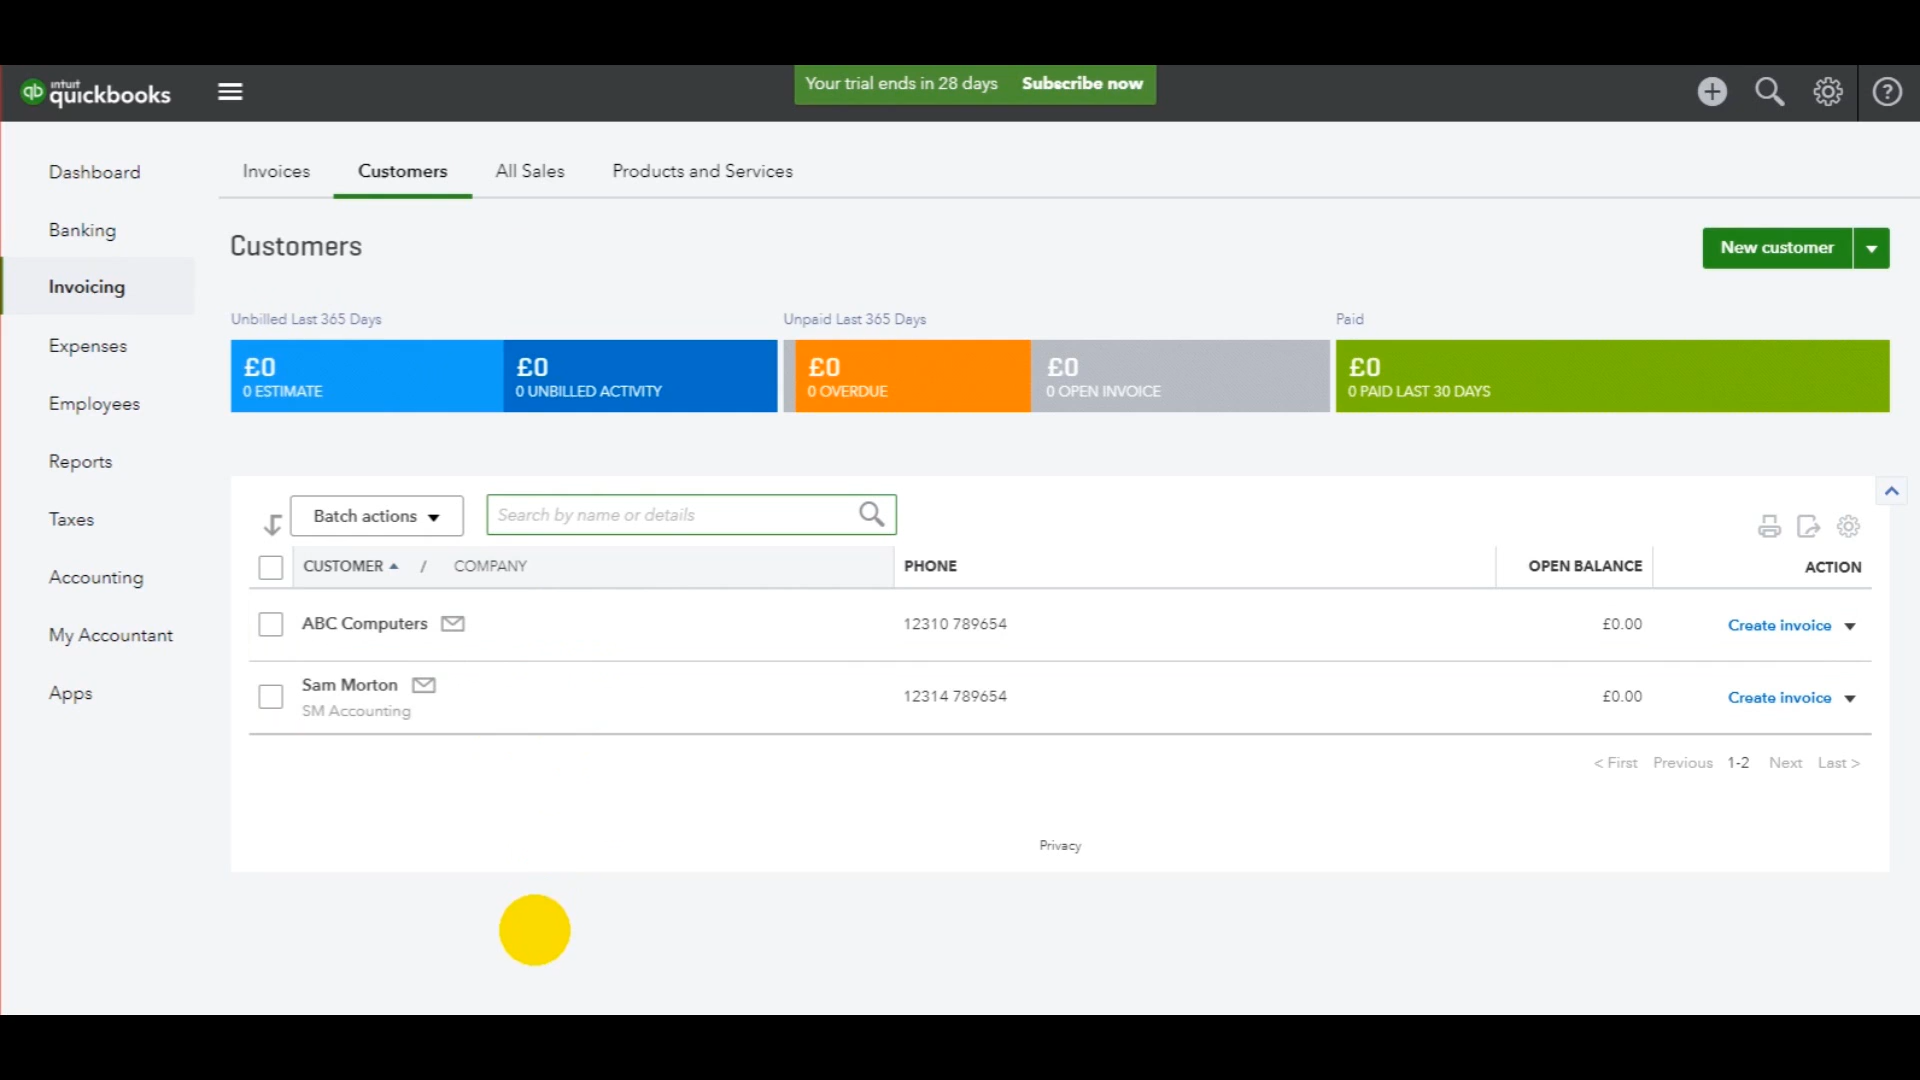 intuit
quickbooks
Your trial ends in 28 days Subscribe now
Dashboard
Banking
Invoicing
Expenses
Employees
Reports
Taxes
Accounting
My Accountant
Apps
Invoices Customers All Sales Products and Services
Customers
New customer
Unbilled Last 365 Days Unpaid Last 365 Days Paid
£0 £0 £0 £0 £0
0 ESTIMATE 0 UNBILLED ACTIVITY 0 OVERDUE 0 OPEN INVOICE 0 PAID LAST 30 DAYS
Batch actions Search by name or details
CUSTOMER / COMPANY PHONE OPEN BALANCE ACTION
ABC Computers 12310 789654 £0.00 Create invoice
Sam Morton 12314 789654 £0.00 Create invoice
SM Accounting
< First Previous 1-2 Next Last >
Privacy